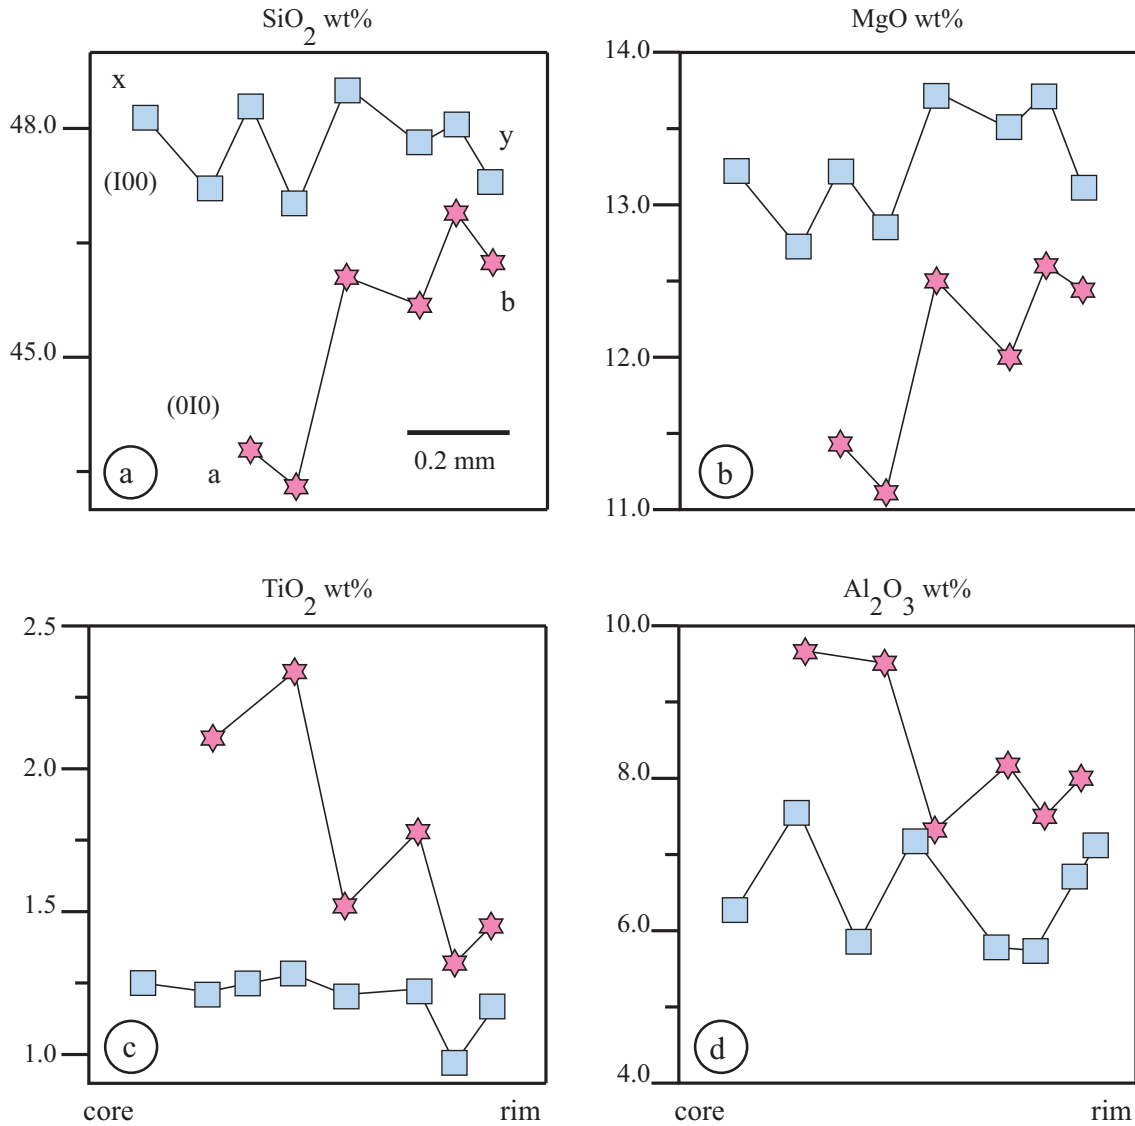 SiO2 wt%
x
48.0
y
(I00)
b
45.0
(0I0)
a
0.2 mm
a
MgO wt%
14.0
13.0
12.0
11.0
b
TiO2 wt%
2.5
2.0
1.5
1.0
c
core rim
Al2O3 wt%
10.0
8.0
6.0
4.0
d
core rim